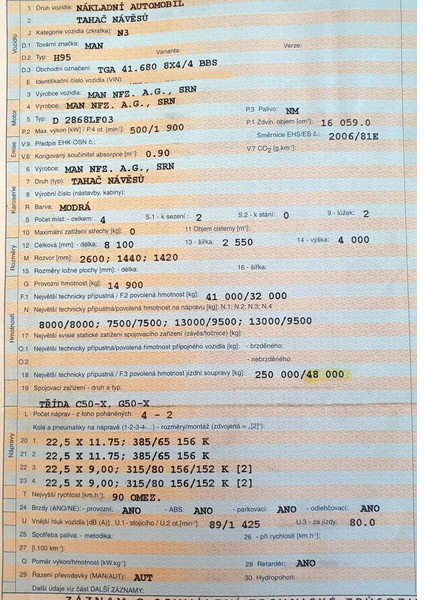 Vozidlo
1 Druh vozidla: NÁKLADNÍ AUTOMOBIL
2 TAHAČ NÁVĚSŮ
J Kategorie vozidla (zkratka): N3
D.1 Tovární značka: MAN
D.2 Typ: H95 Varianta: Verze:
D.3 Obchodní označení: TGA 41.680 8X4/4 BBS
E Identifikační číslo vozidla (VIN):
3 Výrobce vozidla: MAN NFZ. A.G., SRN
Motor
4 Výrobce: MAN NFZ. A.G., SRN P.3 Palivo: NM
5 Typ: D 2868LF03 P.1 Zdvih. objem [cm³]: 16 059.0
P.2 Max. výkon [kW] / P.4 ot. [min⁻¹]: 500/1 900 Směrnice EHS/ES č.: 2006/81E
Emise
V.9 Předpis EHK OSN č.: V.7 CO₂ [g.km⁻¹]:
V.6 Korigovaný součinitel absorpce [m⁻¹]: 0.90
Karoserie
6 Výrobce: MAN NFZ. A.G., SRN
7 Druh (typ): TAHAČ NÁVĚSŮ
8 Výrobní číslo (nástavby, kabiny):
R Barva: MODRÁ
S Počet míst - celkem: 4 S.1 - k sezení: 2 S.2 - k stání: 0 9 - lůžek: 2
10 Maximální zatížení střechy [kg]: 0 11 Objem [cisterny] [m³]:
Rozměry
12 Celková [mm] - délka: 8 100 13 - šířka: 2 550 14 - výška: 4 000
M Rozvor [mm]: 2600; 1440; 1420
15 Rozměry ložné plochy [mm] - délka: 16 - šířka:
Hmotnosti
G Provozní hmotnost [kg]: 14 900
F.1 Největší technicky přípustná / F.2 povolená hmotnost [kg]: 41 000/32 000
N Největší technicky přípustná/povolená hmotnost na nápravu [kg]: N.1; N.2; N.3; N.4
8000/8000; 7500/7500; 13000/9500; 13000/9500
17 Největší svislé statické zatížení spojovacího zařízení (závěs/točnice) [kg]:
O.1 Největší technicky přípustná/povolená hmotnost přípojného vozidla [kg]: - brzděného:
O.2 - nebrzděného:
18 Největší technicky přípustná / F.3 povolená hmotnost jízdní soupravy [kg]: 250 000/48 000
19 Spojovací zařízení - druh a typ:
TŘÍDA C50-X, G50-X
Nápravy
L Počet náprav - z toho poháněných: 4 - 2
Kola a pneumatiky na nápravě (1-2-3-4...) - rozměry/montáž (zdvojená = „[2]"):
20 1. 22,5 X 11.75; 385/65 156 K
21 2. 22,5 X 11.75; 385/65 156 K
22 3. 22,5 X 9,00; 315/80 156/152 K [2]
23 4. 22,5 X 9,00; 315/80 156/152 K [2]
T Nejvyšší rychlost [km.h⁻¹]: 90 OMEZ.
24 Brzdy (ANO/NE): - provozní: ANO - ABS: ANO - parkovací: ANO - odlehčovací: ANO
U Vnější hluk vozidla [dB (A)]: U.1 - stojícího / U.2 ot.[min⁻¹]: 89/1 425 U.3 - za jízdy: 80.0
25 Spotřeba paliva: - metodika: 26 - při rychlosti [km.h⁻¹]:
27 [l.100 km⁻¹]:
Q Poměr výkon/hmotnost [kW.kg⁻¹]: 28 Retardér: ANO
29 Řazení převodovky (MAN/AUT): AUT 30 Hydropohon:
Další údaje viz část DALŠÍ ZÁZNAMY: